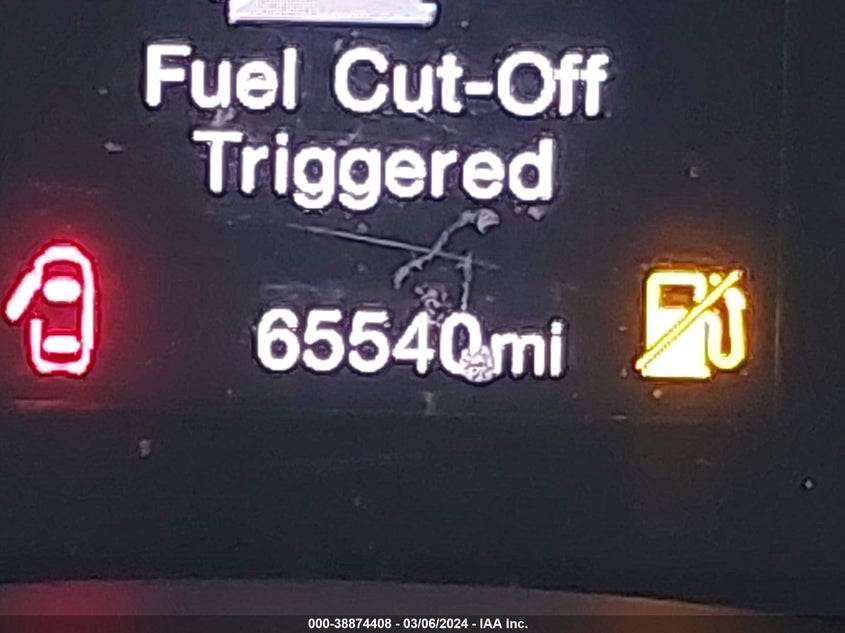 Fuel Cut-Off
Triggered
65540mi
000-38874408 - 03/06/2024 - IAA Inc.